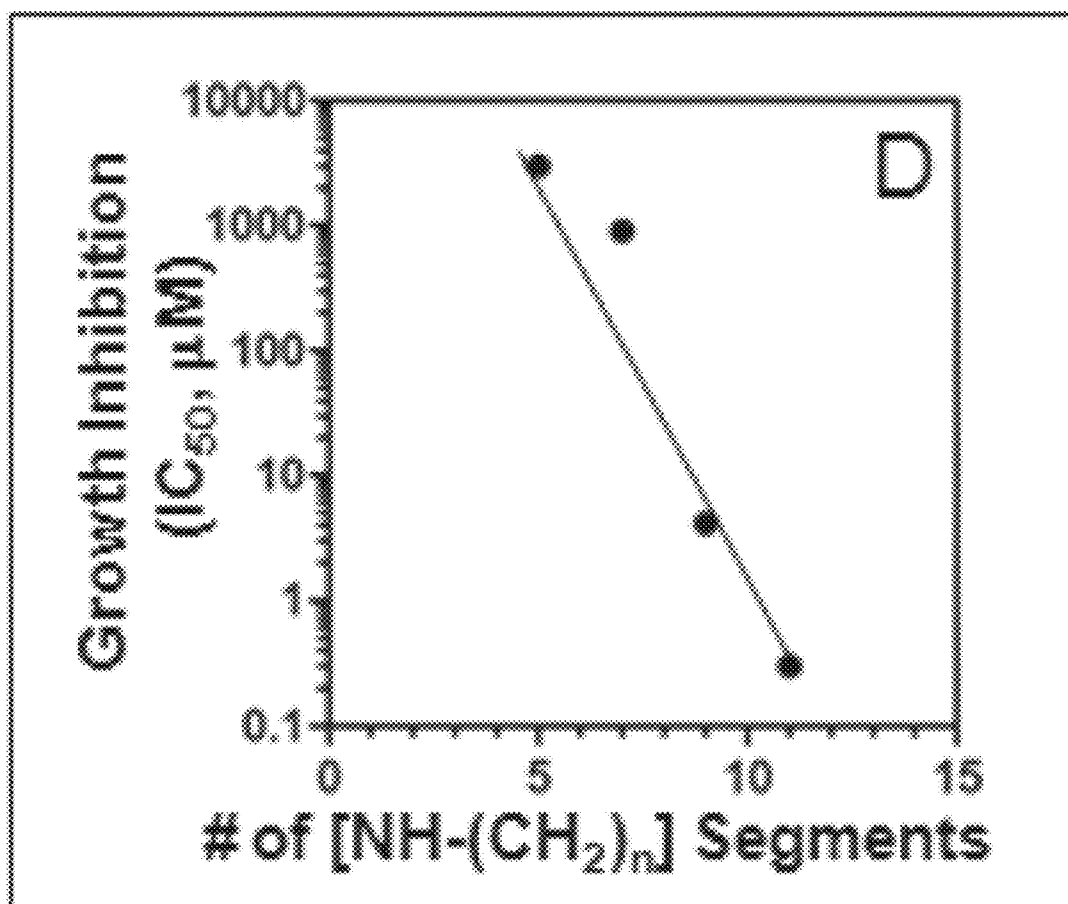 D
Growth Inhibition
(IC₅₀, μM)
10000
1000
100
10
1
0.1
0 5 10 15
# of [NH-(CH₂)ₙ] Segments